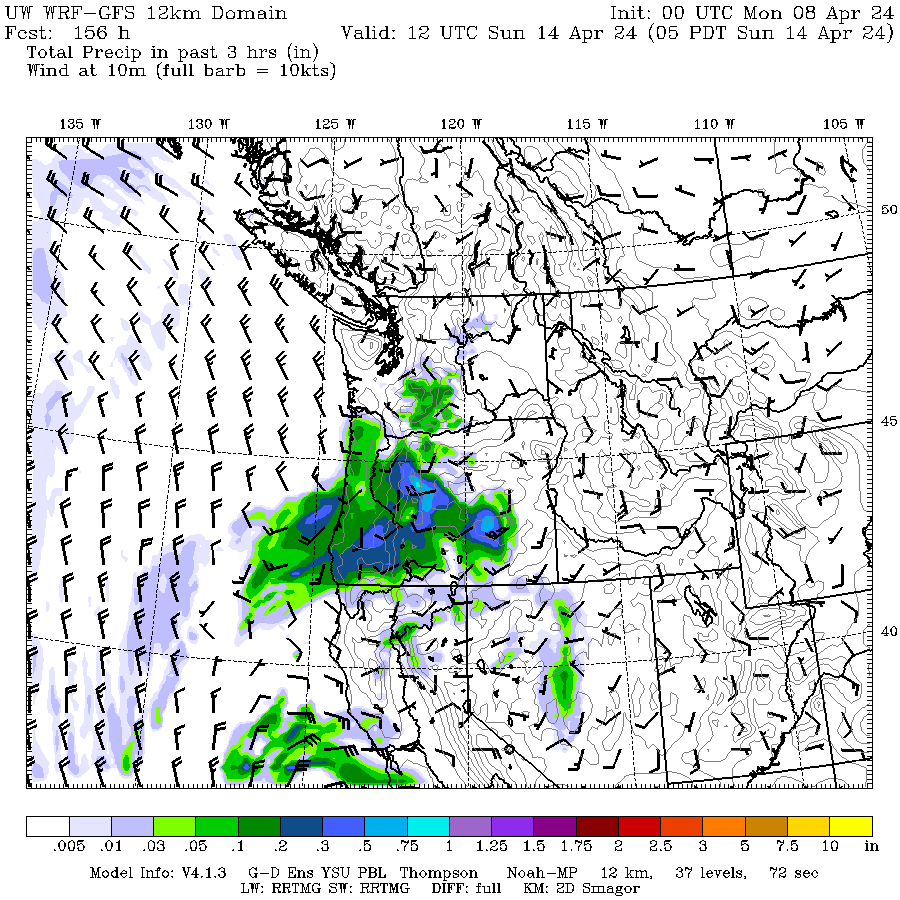 UW WRF-GFS 12km Domain Init: 00 UTC Mon 08 Apr 24
Fcst: 156 h Valid: 12 UTC Sun 14 Apr 24 (05 PDT Sun 14 Apr 24)
Total Precip in past 3 hrs (in)
Wind at 10m (full barb = 10kts)
135 W 130 W 125 W 120 W 115 W 110 W 105 W
50
45
40
.005 .01 .03 .05 .1 .2 .3 .5 .75 1 1.25 1.5 1.75 2 2.5 3 5 7.5 10 in
Model Info: V4.1.3 G-D Ens YSU PBL Thompson Noah-MP 12 km, 37 levels, 72 sec
LW: RRTMG SW: RRTMG DIFF: full KM: 2D Smagor